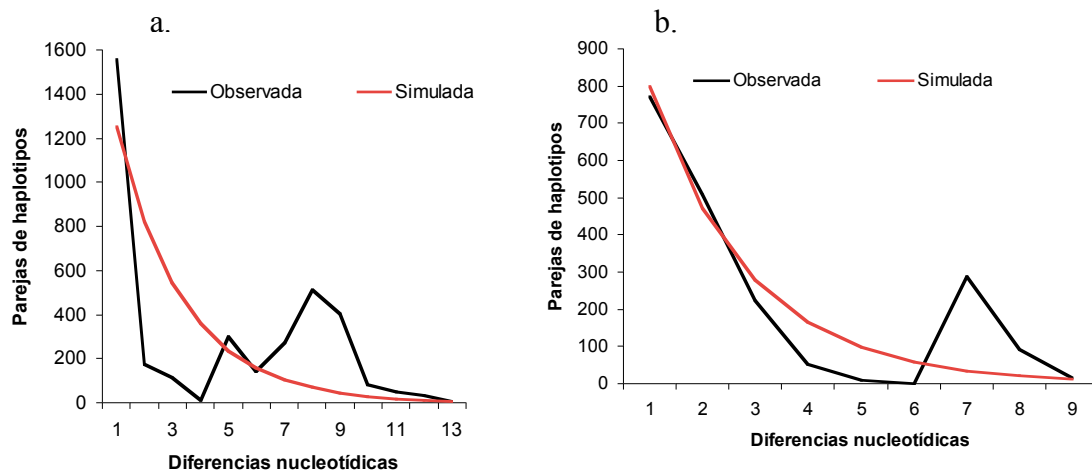 a.
1600
1400
1200
1000
800
600
400
200
0
Observada
Simulada
Parejas de haplotipos
1 3 5 7 9 11 13
Diferencias nucleotídicas
b.
900
800
700
600
500
400
300
200
100
0
Observada
Simulada
Parejas de haplotipos
1 2 3 4 5 6 7 8 9
Diferencias nucleotídicas